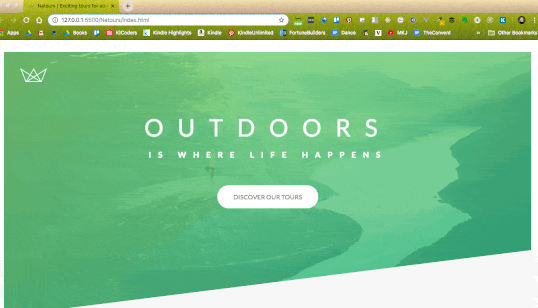 Natours | Exciting tours for ad
127.0.0.1:5500/Natours/index.html
Apps
Books
IGCoders
Kindle Highlights
Kindle
KindleUnlimited
FortuneBuilders
Dance
MKJ
TheConvent
Other Bookmarks
OUTDOORS
IS WHERE LIFE HAPPENS
DISCOVER OUR TOURS